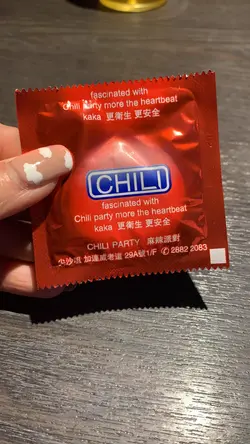 fascinated with
Chili party more the heartbeat
kaka 更衛生 更安全
CHILI
fascinated with
Chili party more the heartbeat
kaka 更衛生 更安全
CHILI PARTY 麻辣派對
尖沙咀 加連威老道 29A號1/F ✆ 2882 2083